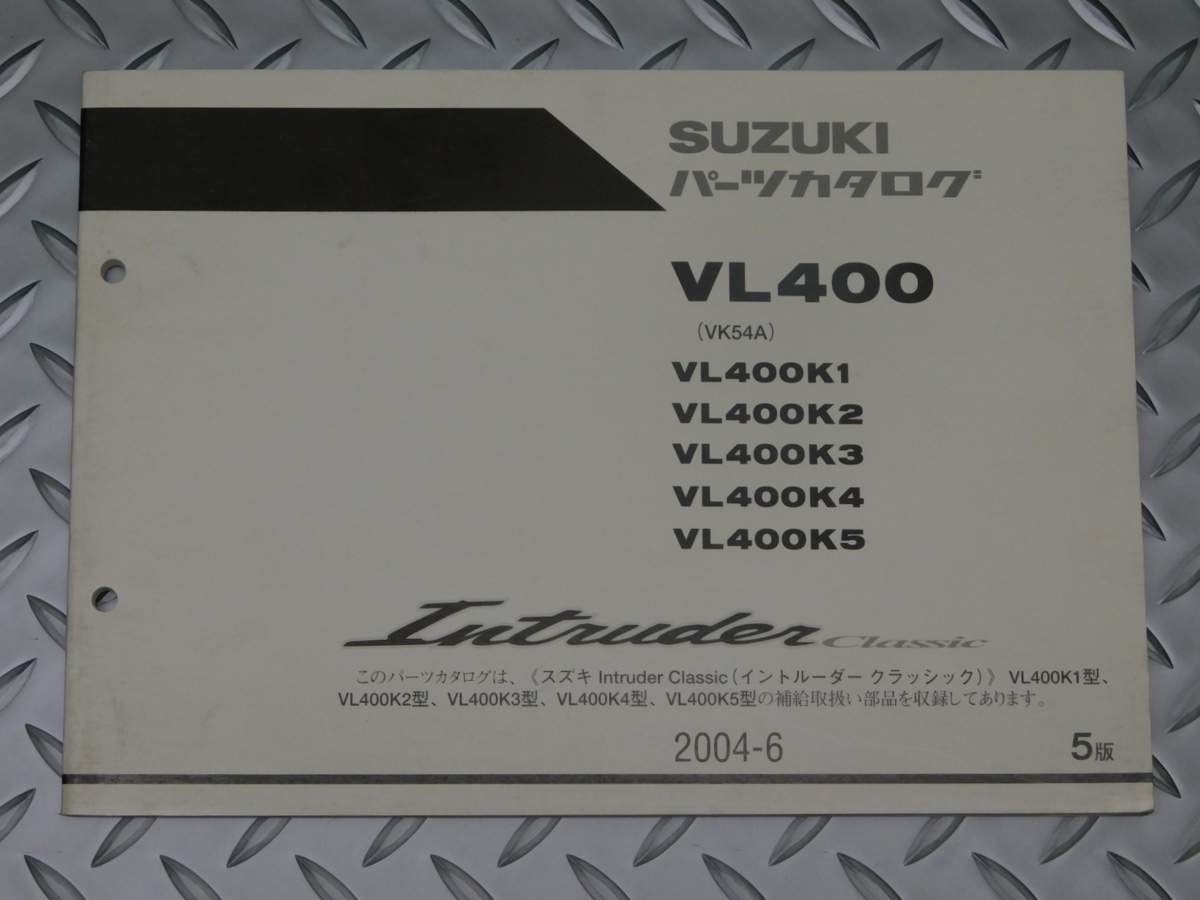 SUZUKI
パーツカタログ
VL400
（VK54A）
VL400K1
VL400K2
VL400K3
VL400K4
VL400K5
Intruder Classic
このパーツカタログは、《スズキ Intruder Classic（イントルーダー クラッシック）》 VL400K1型、
VL400K2型、VL400K3型、VL400K4型、VL400K5型の補給取扱い部品を収録してあります。
2004-6
5版